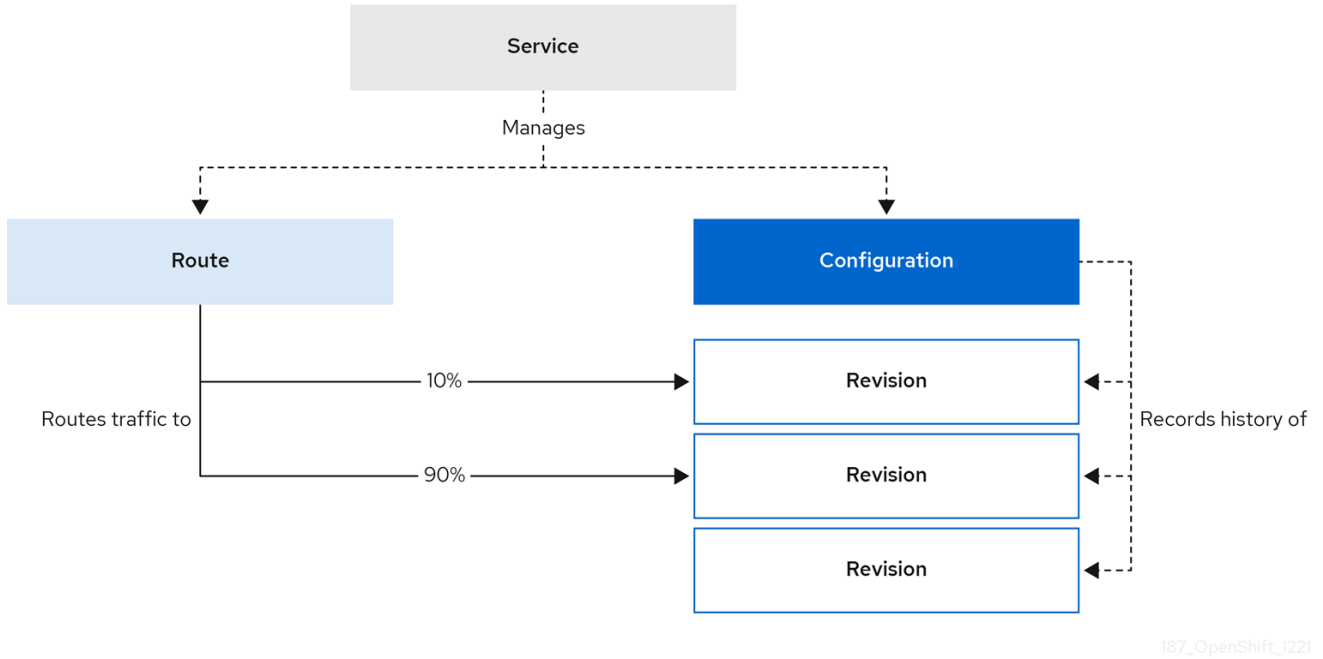 Service
Manages
Route
Configuration
10%
Revision
Routes traffic to
Records history of
90%
Revision
Revision
187_OpenShift_1221